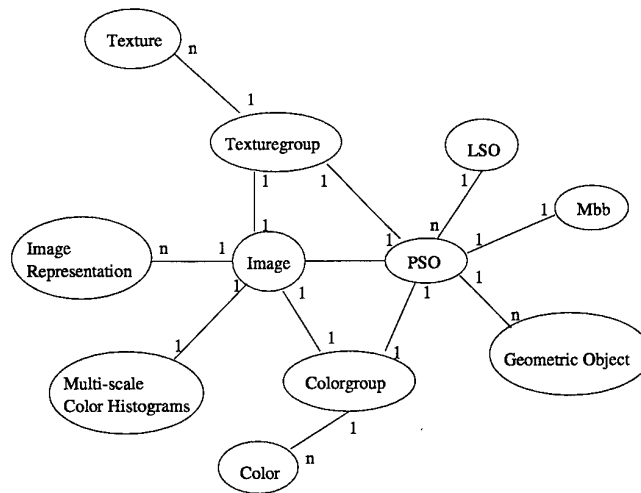 Texture
n
1
Texturegroup
1
1
LSO
1
Mbb
1
n
1
1
1
Image
Representation
n
1
Image
PSO
1
1
1
1
n
1
1
1
Geometric Object
Multi-scale
Color Histograms
Colorgroup
1
n
Color